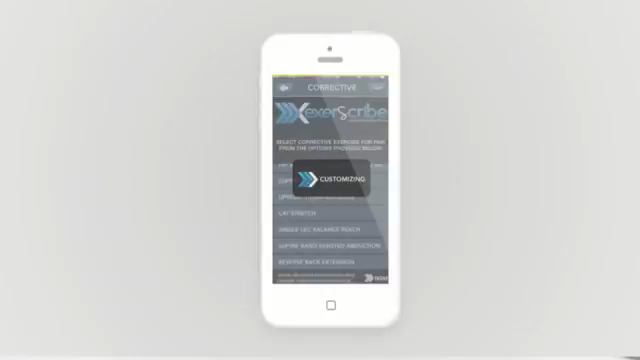 CORRECTIVE
exerScribe
SELECT CORRECTIVE EXERCISE FOR PAIN
FROM THE OPTIONS PROVIDED BELOW:
CUSTOMIZING
LAT STRETCH
SINGLE LEG BALANCE REACH
SUPINE BAND RESISTED ABDUCTION
REVERSE BACK EXTENSION